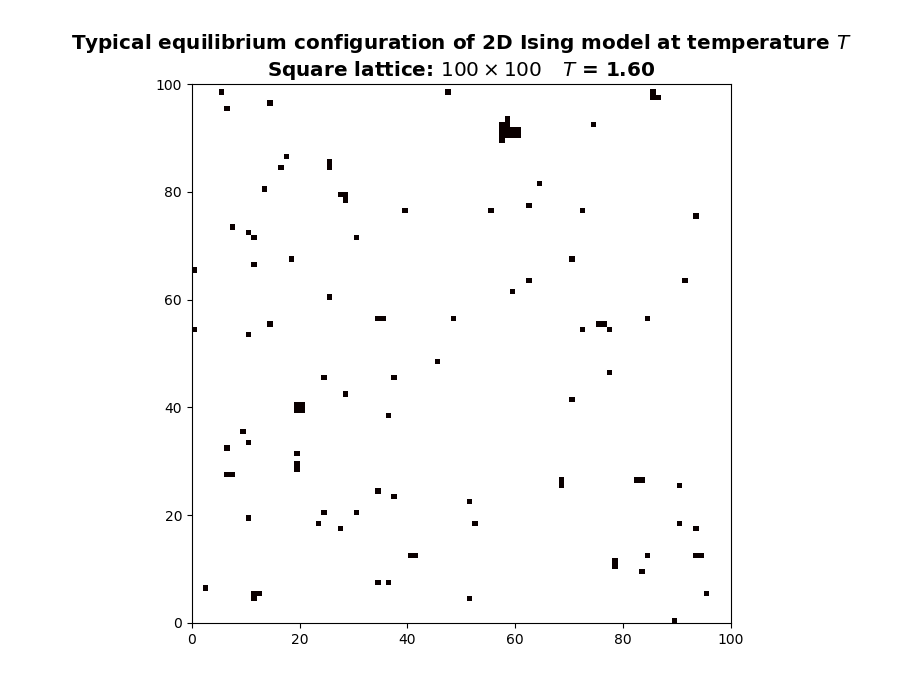 Typical equilibrium configuration of 2D Ising model at temperature T
Square lattice: 100 × 100 T = 1.60
100
80
60
40
20
0
0 20 40 60 80 100